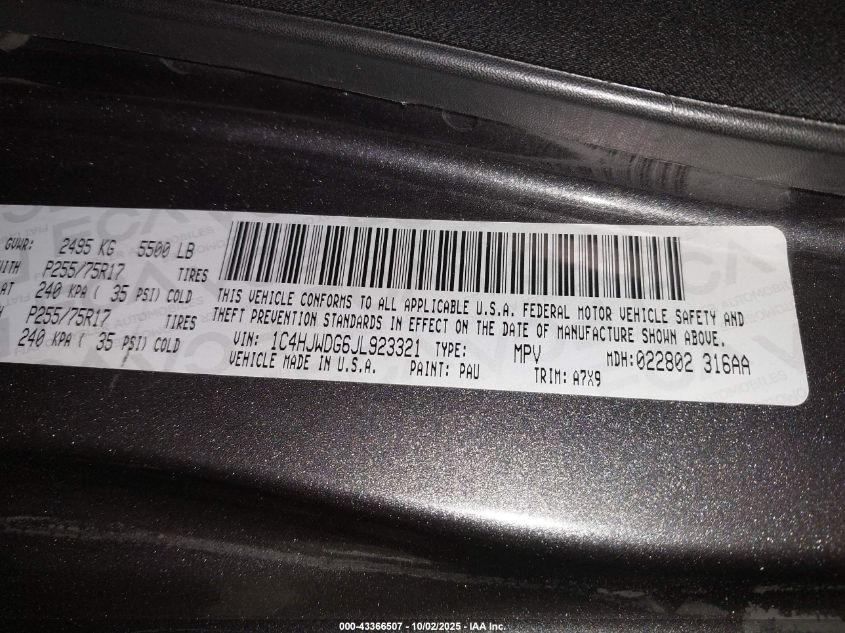 GVWR: 2495 KG 5500 LB
WITH P255/75R17 TIRES
AT 240 KPA ( 35 PSI) COLD
P255/75R17 TIRES
240 KPA ( 35 PSI) COLD
THIS VEHICLE CONFORMS TO ALL APPLICABLE U.S.A. FEDERAL MOTOR VEHICLE SAFETY AND
THEFT PREVENTION STANDARDS IN EFFECT ON THE DATE OF MANUFACTURE SHOWN ABOVE.
VIN: 1C4HJWDG6JL923321 TYPE: MPV MDH: 022802 316AA
VEHICLE MADE IN U.S.A. PAINT: PAU TRIM: A7X9
000-43366507 - 10/02/2025 - IAA Inc.